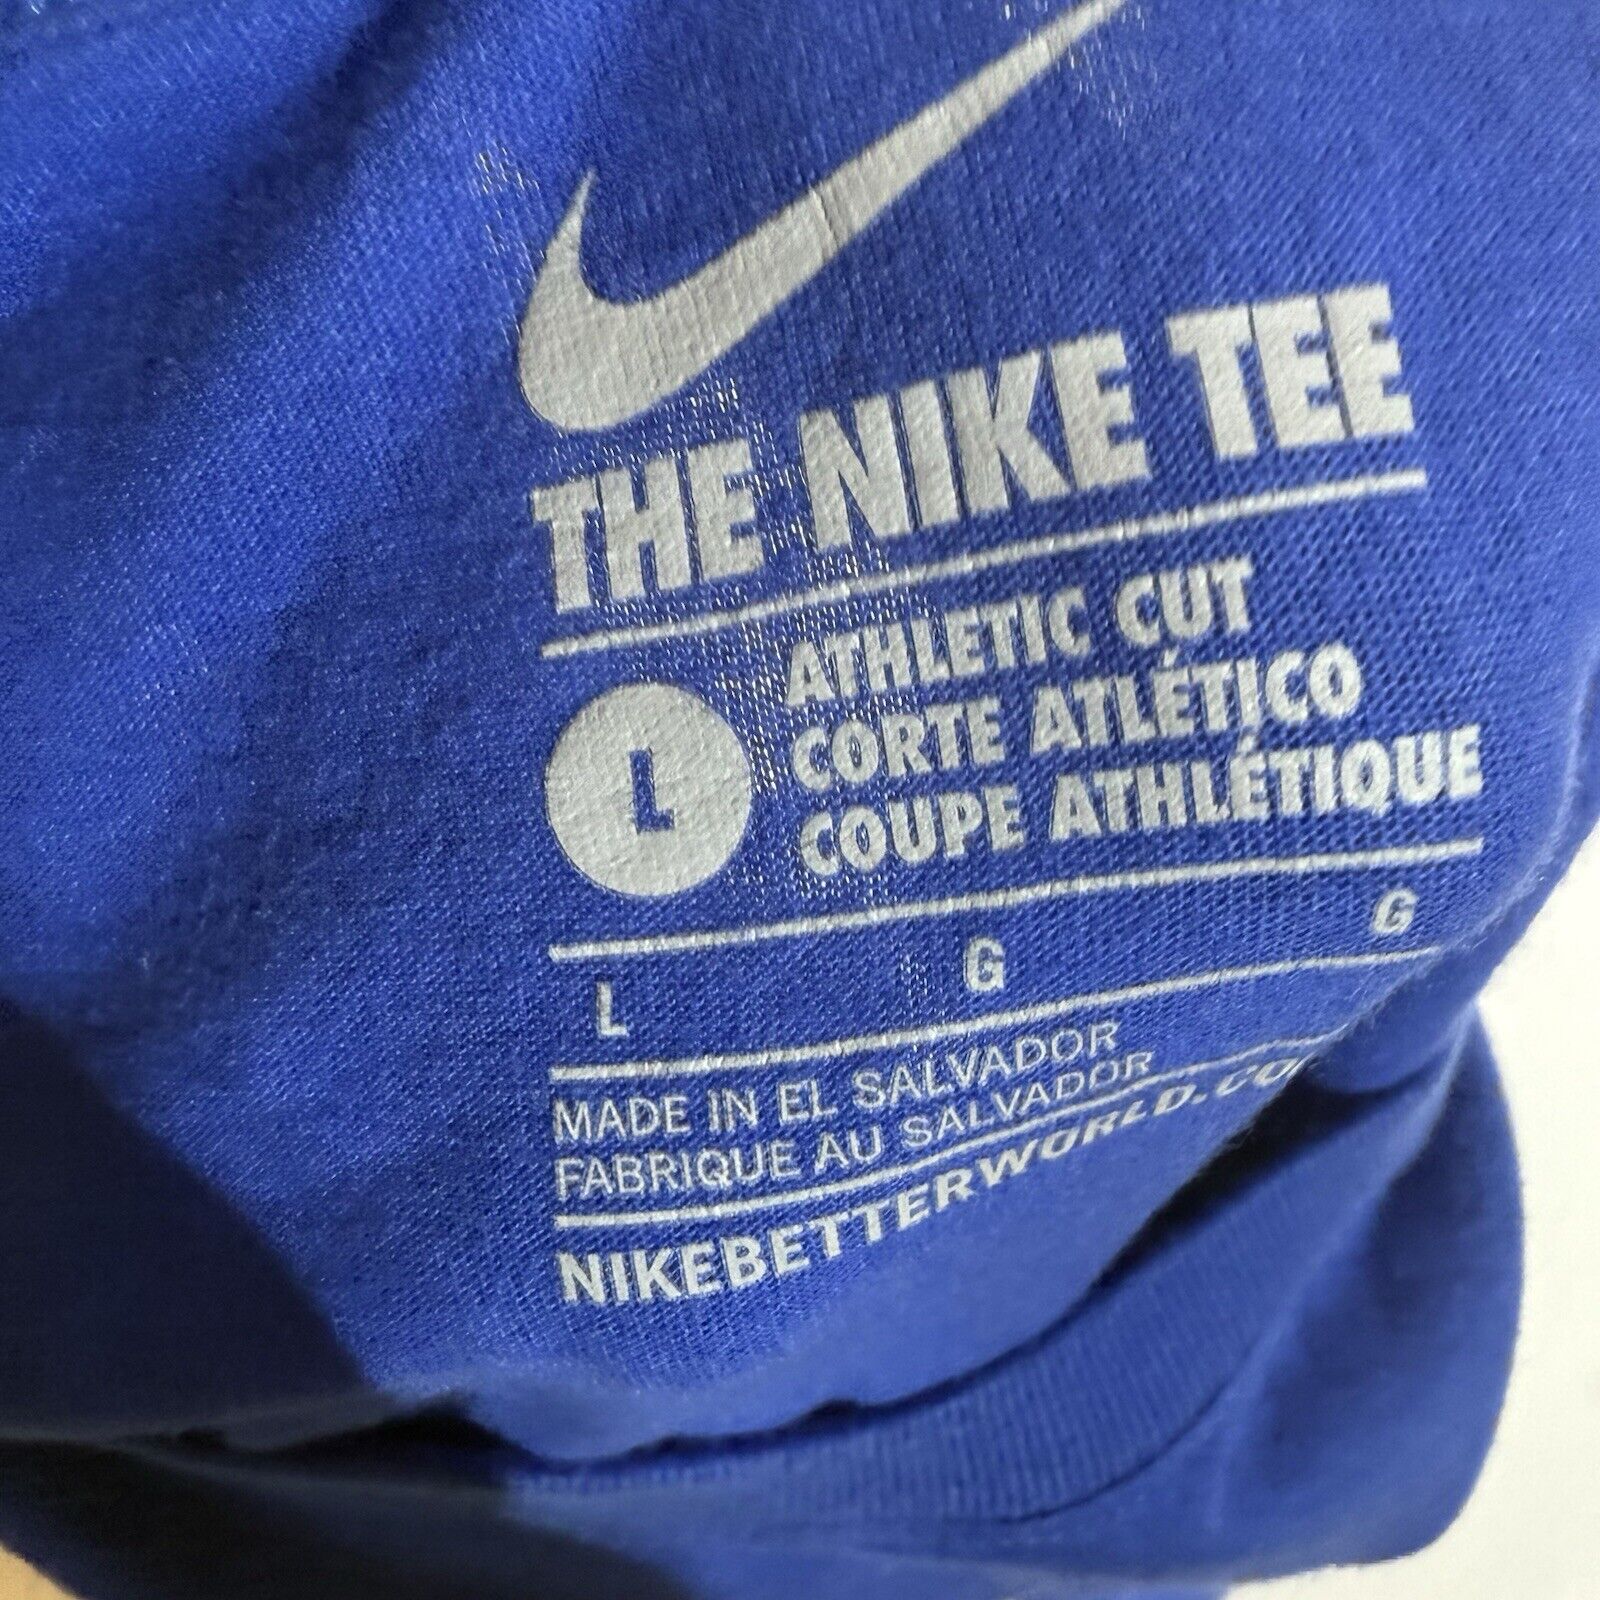 THE NIKE TEE
ATHLETIC CUT
CORTE ATLÉTICO
COUPE ATHLÉTIQUE
L
L G G
MADE IN EL SALVADOR
FABRIQUE AU SALVADOR
NIKEBETTERWORLD.CO